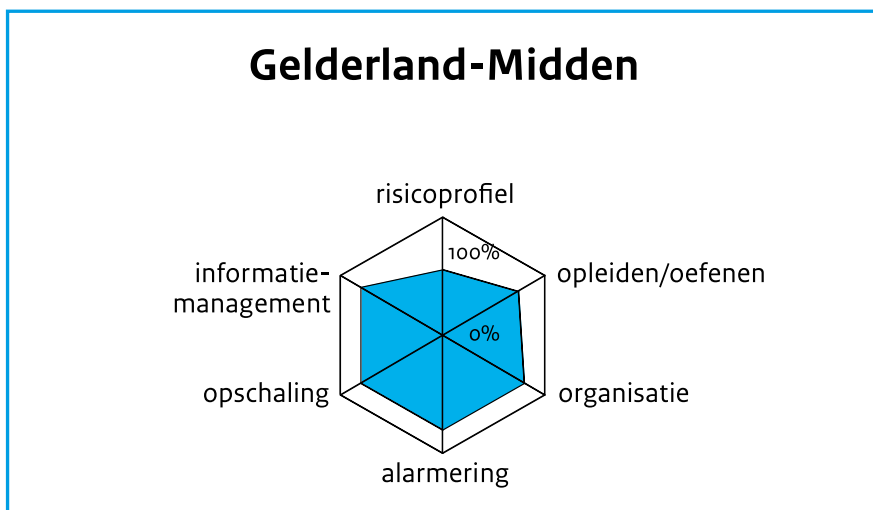 Gelderland-Midden
risicoprofiel
100%
informatie-
management
opleiden/oefenen
0%
opschaling
organisatie
alarmering